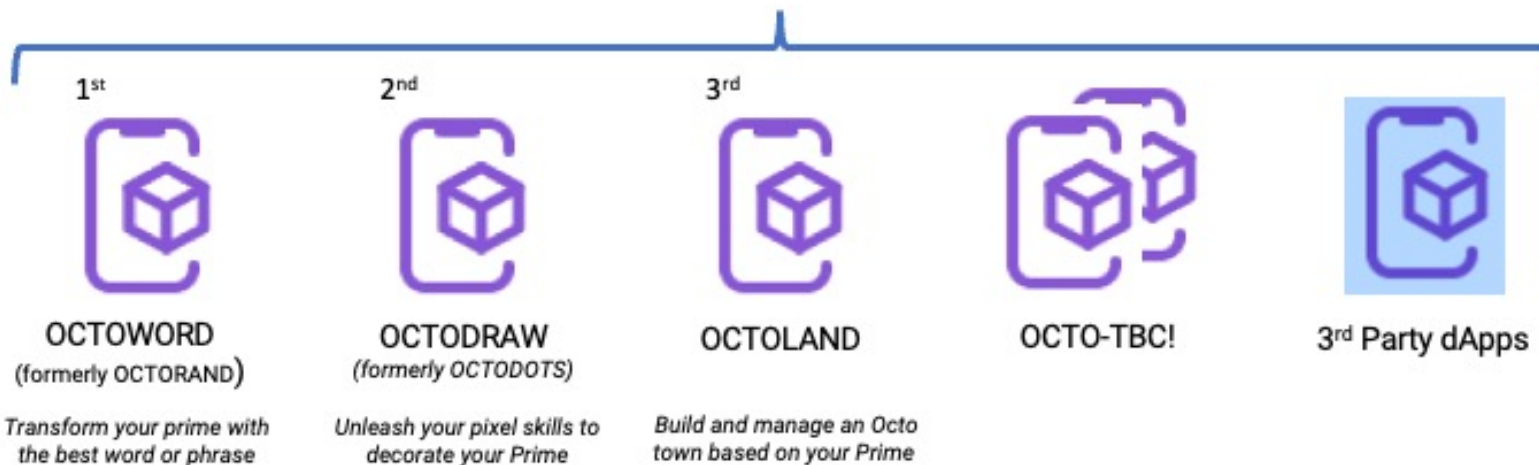 1st
2nd
3rd
OCTOWORD
(formerly OCTORAND)
Transform your prime with
the best word or phrase
OCTODRAW
(formerly OCTODOTS)
Unleash your pixel skills to
decorate your Prime
OCTOLAND
Build and manage an Octo
town based on your Prime
OCTO-TBC!
3rd Party dApps